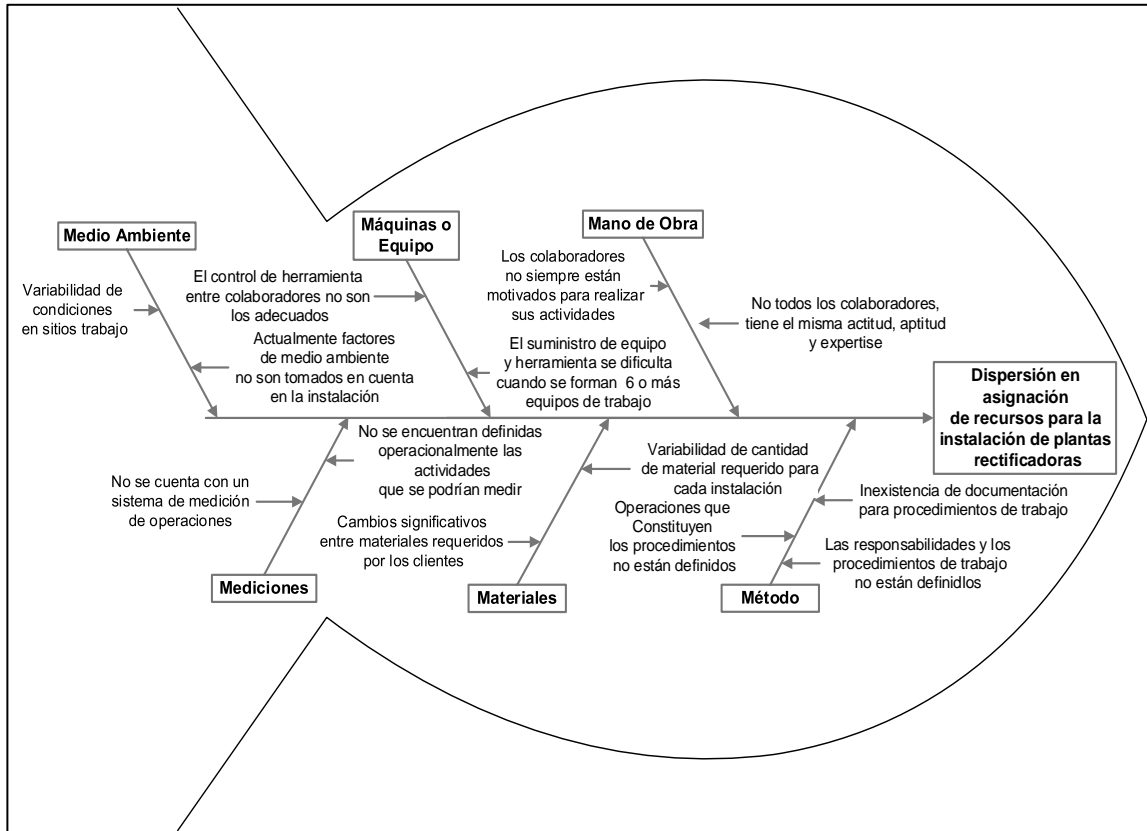 Medio Ambiente
Máquinas o
Equipo
Mano de Obra
Variabilidad de
condiciones
en sitios trabajo
El control de herramienta
entre colaboradores no son
los adecuados
Actualmente factores
de medio ambiente
no son tomados en cuenta
en la instalación
Los colaboradores
no siempre están
motivados para realizar
sus actividades
El suministro de equipo
y herramienta se dificulta
cuando se forman 6 o más
equipos de trabajo
No todos los colaboradores,
tiene el misma actitud, aptitud
y expertise
Dispersión en
asignación
de recursos para la
instalación de plantas
rectificadoras
No se encuentran definidas
operacionalmente las
actividades
que se podrían medir
No se cuenta con un
sistema de medición
de operaciones
Variabilidad de cantidad
de material requerido para
cada instalación
Cambios significativos
entre materiales requeridos
por los clientes
Operaciones que
Constituyen
los procedimientos
no están definidos
Inexistencia de documentación
para procedimientos de trabajo
Las responsabilidades y los
procedimientos de trabajo
no están definidlos
Mediciones
Materiales
Método